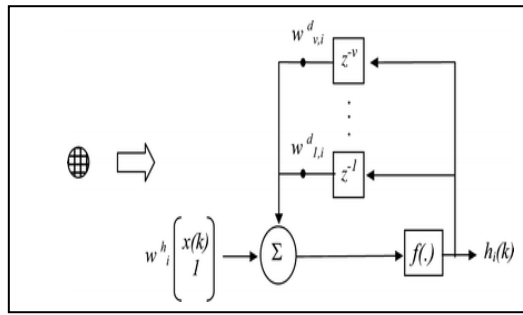 w^d_{v,i}
z^{-v}
w^d_{1,i}
z^{-1}
w^h_i ( x(k)
1 )
Σ
f(.)
h_i(k)